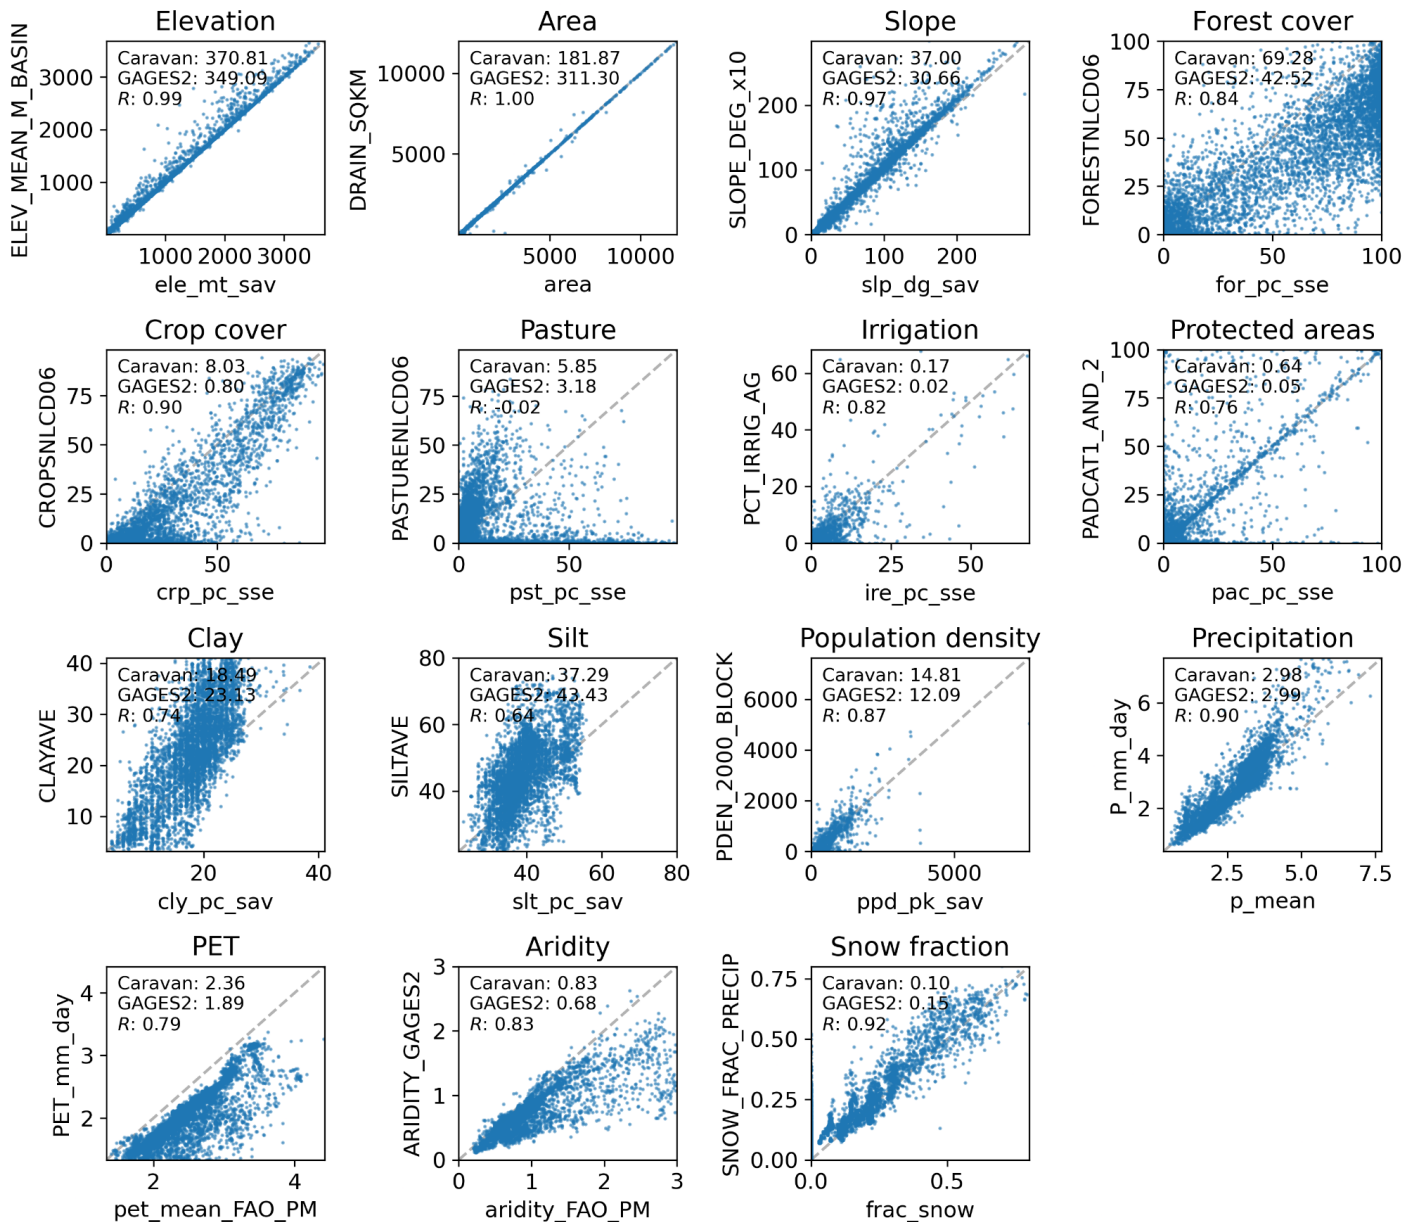 Elevation
Caravan: 370.81
GAGES2: 349.09
R: 0.99
ELEV_MEAN_M_BASIN
3000
2000
1000
1000 2000 3000
ele_mt_sav
Area
Caravan: 181.87
GAGES2: 311.30
R: 1.00
DRAIN_SQKM
10000
5000
5000 10000
area
Slope
Caravan: 37.00
GAGES2: 30.66
R: 0.97
SLOPE_DEG_x10
200
100
0
0 100 200
slp_dg_sav
Forest cover
Caravan: 69.28
GAGES2: 42.52
R: 0.84
FORESTNLCD06
100
75
50
25
0
0 50 100
for_pc_sse
Crop cover
Caravan: 8.03
GAGES2: 0.80
R: 0.90
CROPSNLCD06
75
50
25
0
0 50
crp_pc_sse
Pasture
Caravan: 5.85
GAGES2: 3.18
R: -0.02
PASTURENLCD06
75
50
25
0
0 50
pst_pc_sse
Irrigation
Caravan: 0.17
GAGES2: 0.02
R: 0.82
PCT_IRRIG_AG
60
40
20
0
0 25 50
ire_pc_sse
Protected areas
Caravan: 0.64
GAGES2: 0.05
R: 0.76
PADCAT1_AND_2
100
75
50
25
0
0 50 100
pac_pc_sse
Clay
Caravan: 18.49
GAGES2: 23.13
R: 0.74
CLAYAVE
40
30
20
10
20 40
cly_pc_sav
Silt
Caravan: 37.29
GAGES2: 43.43
R: 0.64
SILTAVE
80
60
40
40 60 80
slt_pc_sav
Population density
Caravan: 14.81
GAGES2: 12.09
R: 0.87
PDEN_2000_BLOCK
6000
4000
2000
0
0 5000
ppd_pk_sav
Precipitation
Caravan: 2.98
GAGES2: 2.99
R: 0.90
P_mm_day
6
4
2
2.5 5.0 7.5
p_mean
PET
Caravan: 2.36
GAGES2: 1.89
R: 0.79
PET_mm_day
4
3
2
2 4
pet_mean_FAO_PM
Aridity
Caravan: 0.83
GAGES2: 0.68
R: 0.83
ARIDITY_GAGES2
3
2
1
0
0 1 2 3
aridity_FAO_PM
Snow fraction
Caravan: 0.10
GAGES2: 0.15
R: 0.92
SNOW_FRAC_PRECIP
0.75
0.50
0.25
0.00
0.0 0.5
frac_snow